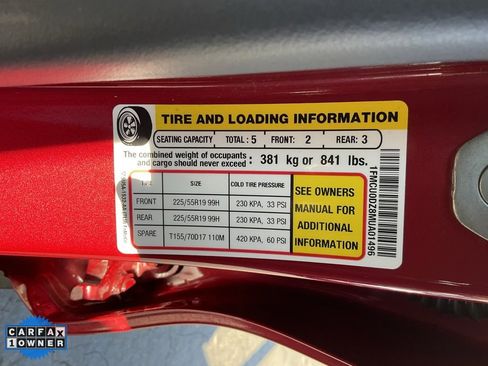 TIRE AND LOADING INFORMATION
SEATING CAPACITY TOTAL : 5 FRONT: 2 REAR: 3
The combined weight of occupants and cargo should never exceed • 381 kg or 841 lbs.
SIZE COLD TIRE PRESSURE
FRONT 225/55R19 99H 230 KPA, 33 PSI
REAR 225/55R19 99H 230 KPA, 33 PSI
SPARE T155/70D17 110M 420 KPA, 60 PSI
SEE OWNERS
MANUAL FOR
ADDITIONAL
INFORMATION
1FMCU0DZ8MUA01496
CARFAX
1 OWNER